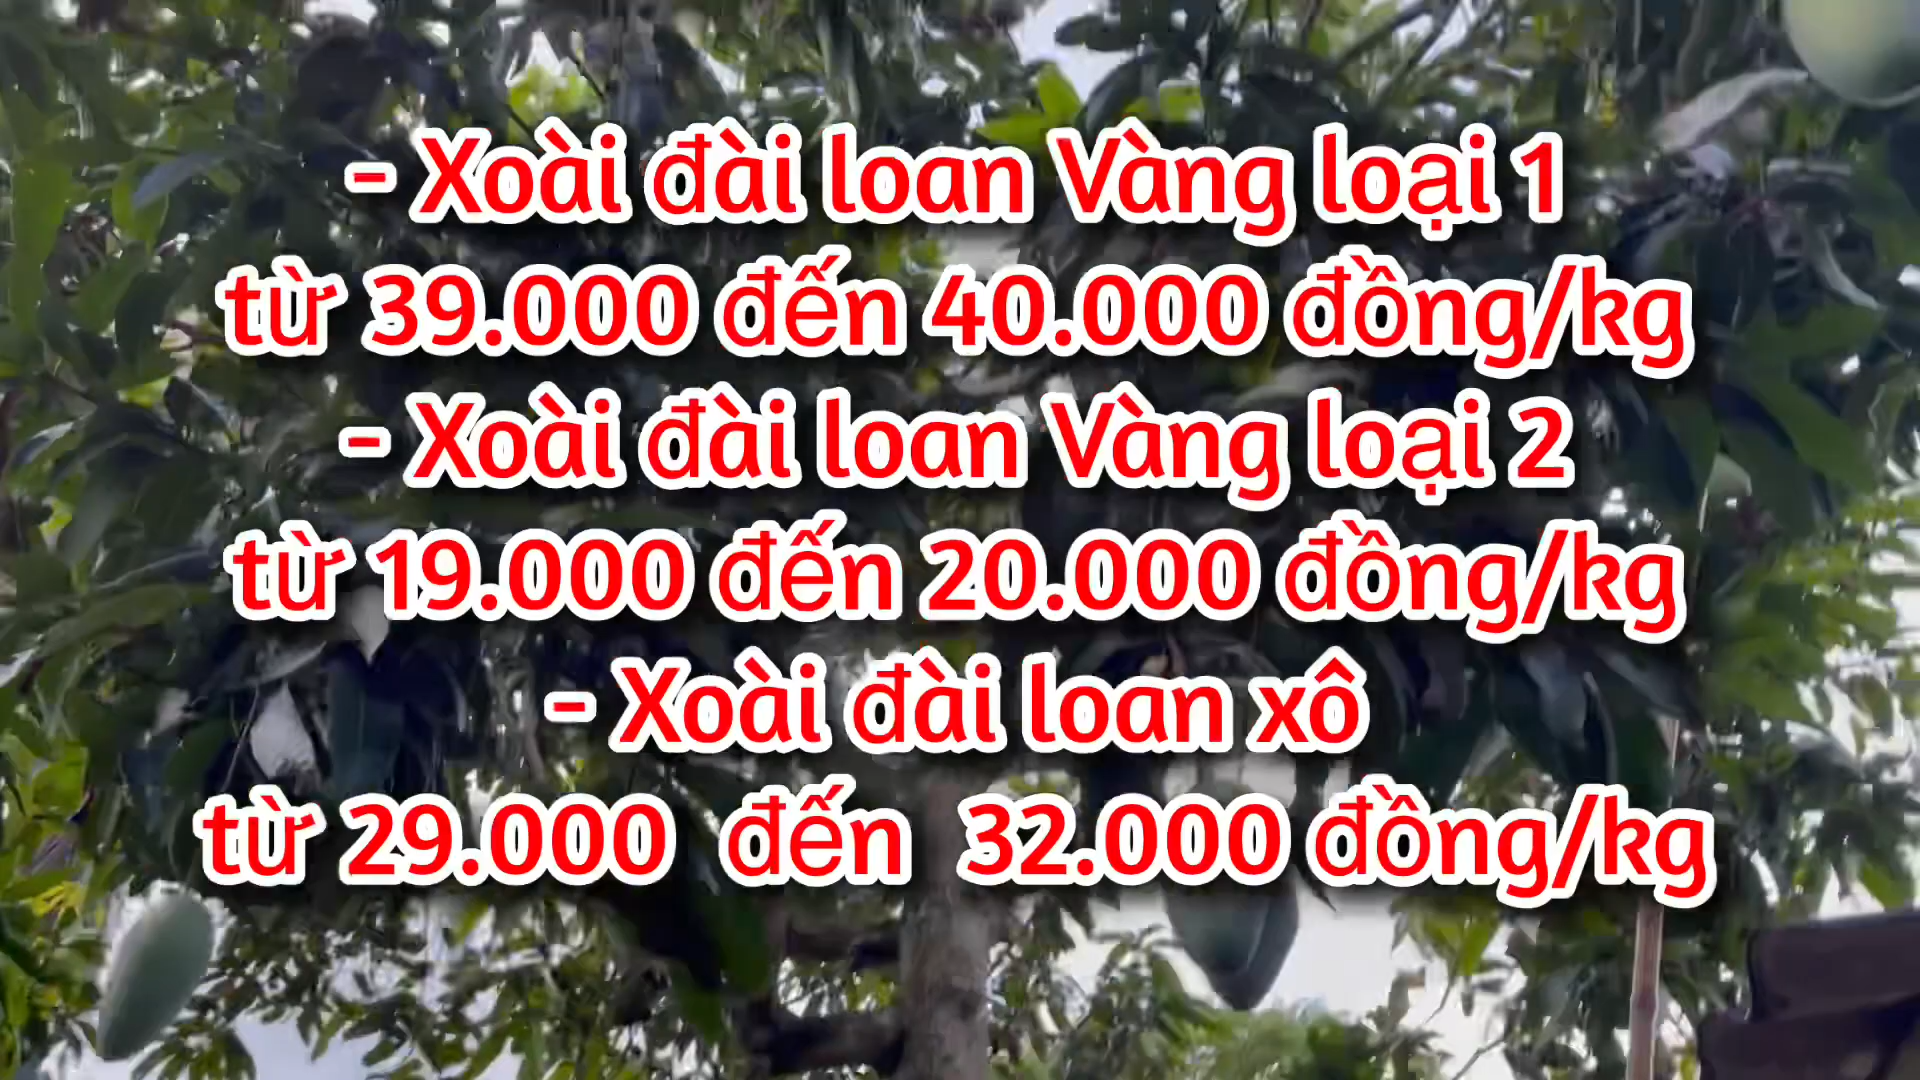 - Xoài đài loan Vàng loại 1
từ 39.000 đến 40.000 đồng/kg
- Xoài đài loan Vàng loại 2
từ 19.000 đến 20.000 đồng/kg
- Xoài đài loan xô
từ 29.000 đến 32.000 đồng/kg